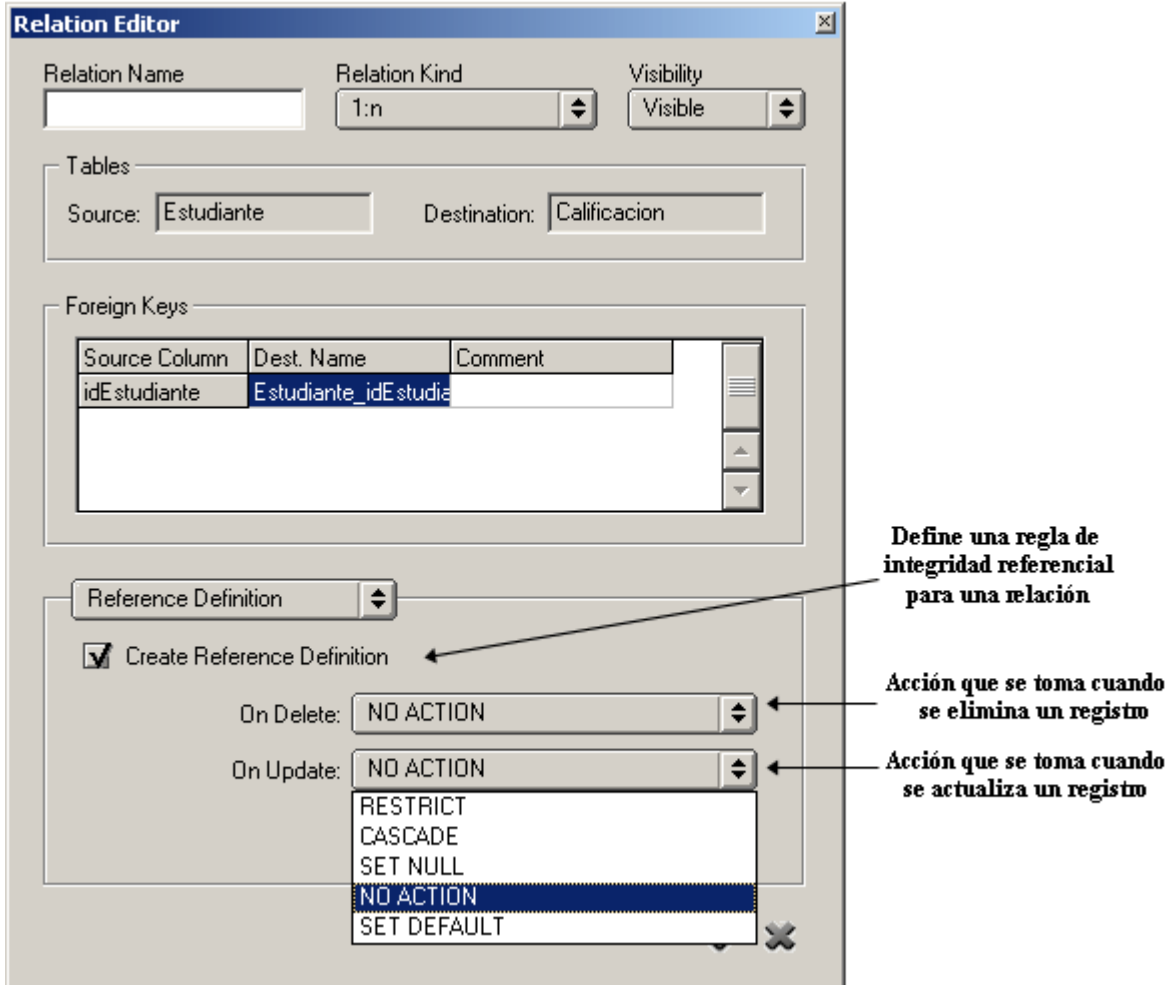 Relation Editor
Relation Name Relation Kind Visibility
1:n Visible
Tables
Source: Estudiante Destination: Calificacion
Foreign Keys
Source Column Dest. Name Comment
idEstudiante Estudiante_idEstudia
Define una regla de
integridad referencial
para una relación
Reference Definition
Create Reference Definition
Acción que se toma cuando
se elimina un registro
On Delete: NO ACTION
Acción que se toma cuando
se actualiza un registro
On Update: NO ACTION
RESTRICT
CASCADE
SET NULL
NO ACTION
SET DEFAULT